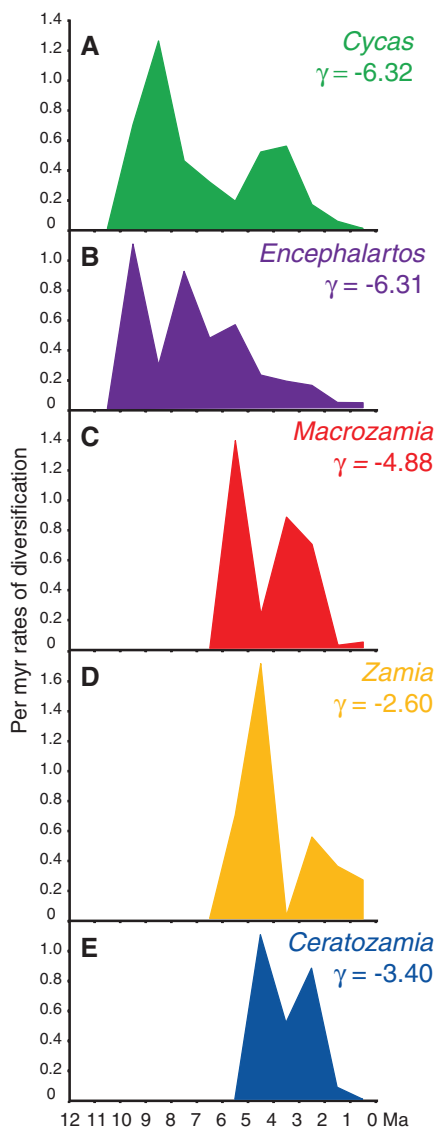 Per myr rates of diversification
A
Cycas
γ = -6.32
1.4
1.2
1.0
0.8
0.6
0.4
0.2
0
B
Encephalartos
γ = -6.31
1.0
0.8
0.6
0.4
0.2
0
C
Macrozamia
γ = -4.88
1.4
1.2
1.0
0.8
0.6
0.4
0.2
0
D
Zamia
γ = -2.60
1.6
1.4
1.2
1.0
0.8
0.6
0.4
0.2
0
E
Ceratozamia
γ = -3.40
1.0
0.8
0.6
0.4
0.2
0
12 11 10 9 8 7 6 5 4 3 2 1 0 Ma